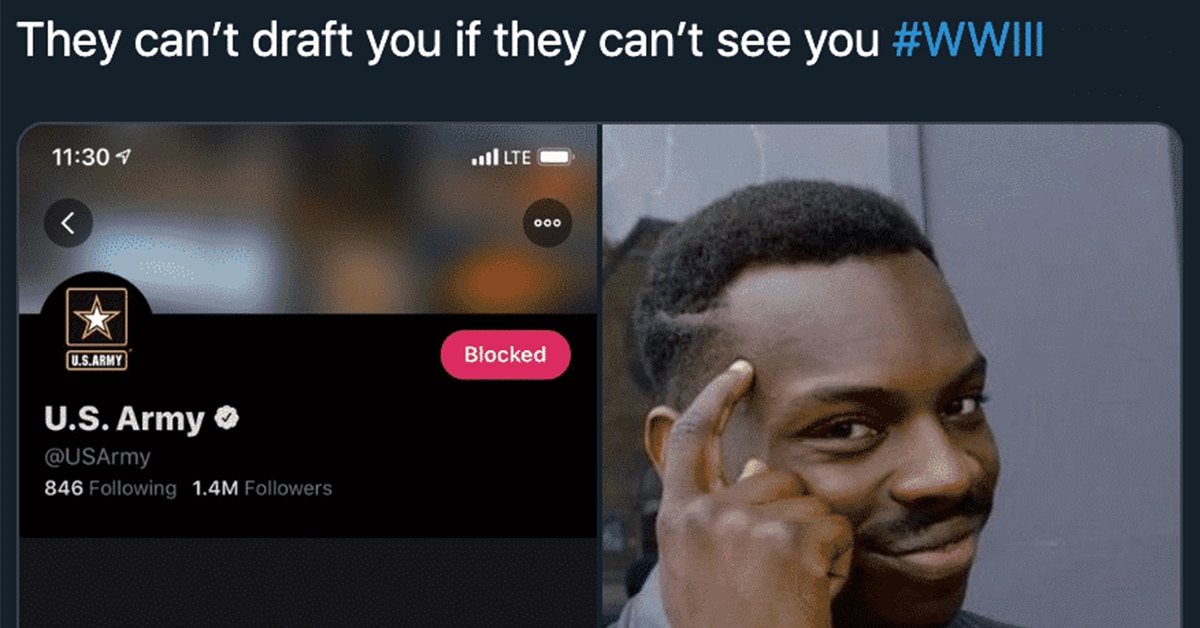 They can't draft you if they can't see you #WWIII
11:30
LTE
U.S.ARMY
Blocked
U.S. Army
@USArmy
846 Following 1.4M Followers